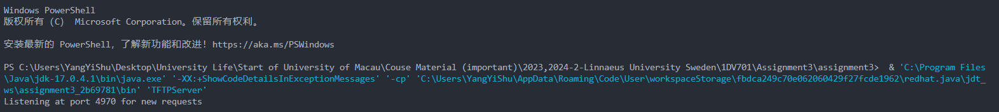 Windows PowerShell
版权所有 (C)  Microsoft Corporation。保留所有权利。
安装最新的 PowerShell，了解新功能和改进！https://aka.ms/PSWindows
PS C:\Users\YangYiShu\Desktop\University Life\Start of University of Macau\Couse Material (important)\2023,2024-2-Linnaeus University Sweden\1DV701\Assignment3\assignment3>  & 'C:\Program Files
\Java\jdk-17.0.4.1\bin\java.exe' '-XX:+ShowCodeDetailsInExceptionMessages' '-cp' 'C:\Users\YangYiShu\AppData\Roaming\Code\User\workspaceStorage\fbdca249c70e062060429f27fcde1962\redhat.java\jdt_
ws\assignment3_2b69781\bin' 'TFTPServer'
Listening at port 4970 for new requests